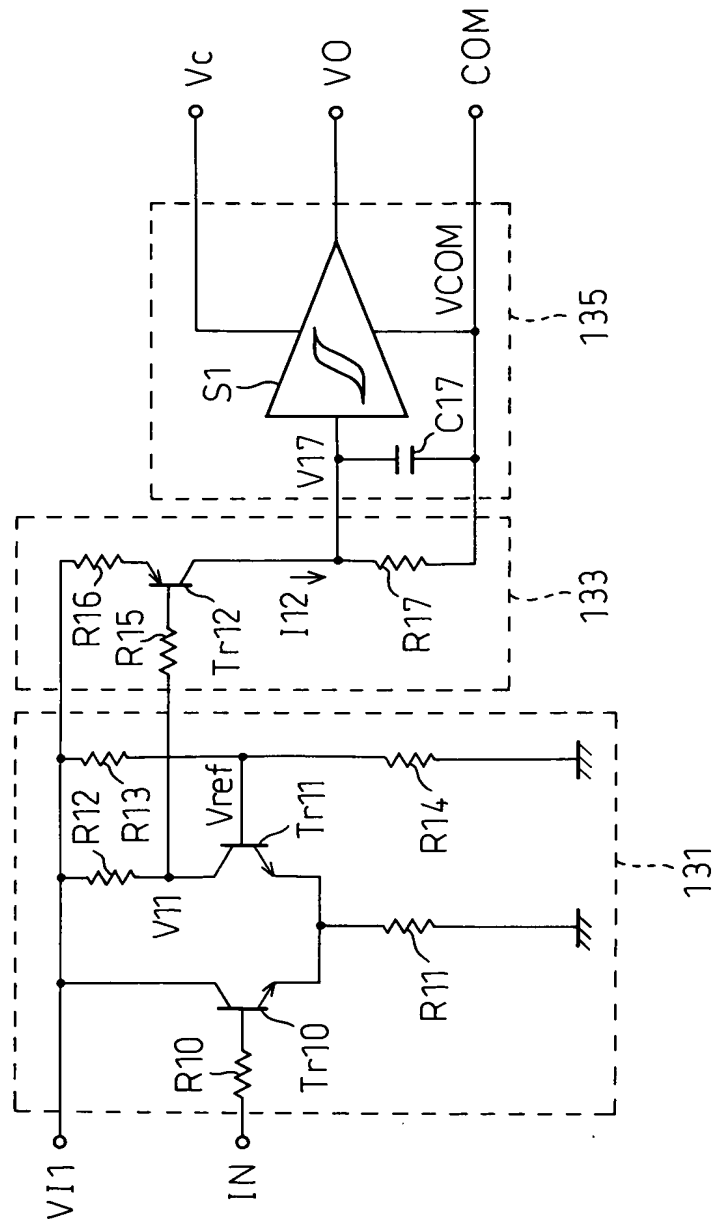 VI1
IN
R10
Tr10
R11
R12
R13
V11
Vref
Tr11
R14
131
R16
R15
Tr12
I12
R17
133
V17
S1
C17
VCOM
135
Vc
VO
COM